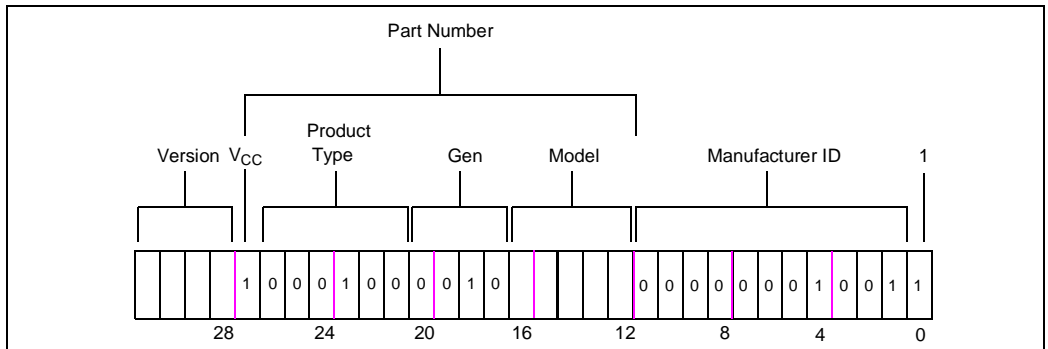 Part Number
Product
Version VCC Type Gen Model Manufacturer ID 1
1 0 0 0 1 0 0 0 0 1 0 0 0 0 0 0 0 0 1 0 0 1 1
28 24 20 16 12 8 4 0